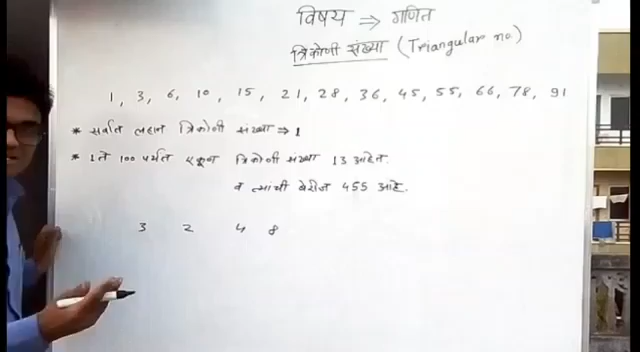 विषय ⇒ गणित
त्रिकोणी संख्या (Triangular no.)
1, 3, 6, 10, 15, 21, 28, 36, 45, 55, 66, 78, 91
* सर्वात लहान त्रिकोणी संख्या ⇒ 1
* 1 ते 100 पर्यंत एकूण त्रिकोणी संख्या 13 आहेत.
व त्यांची बेरीज 455 आहे.
3 2 4 8